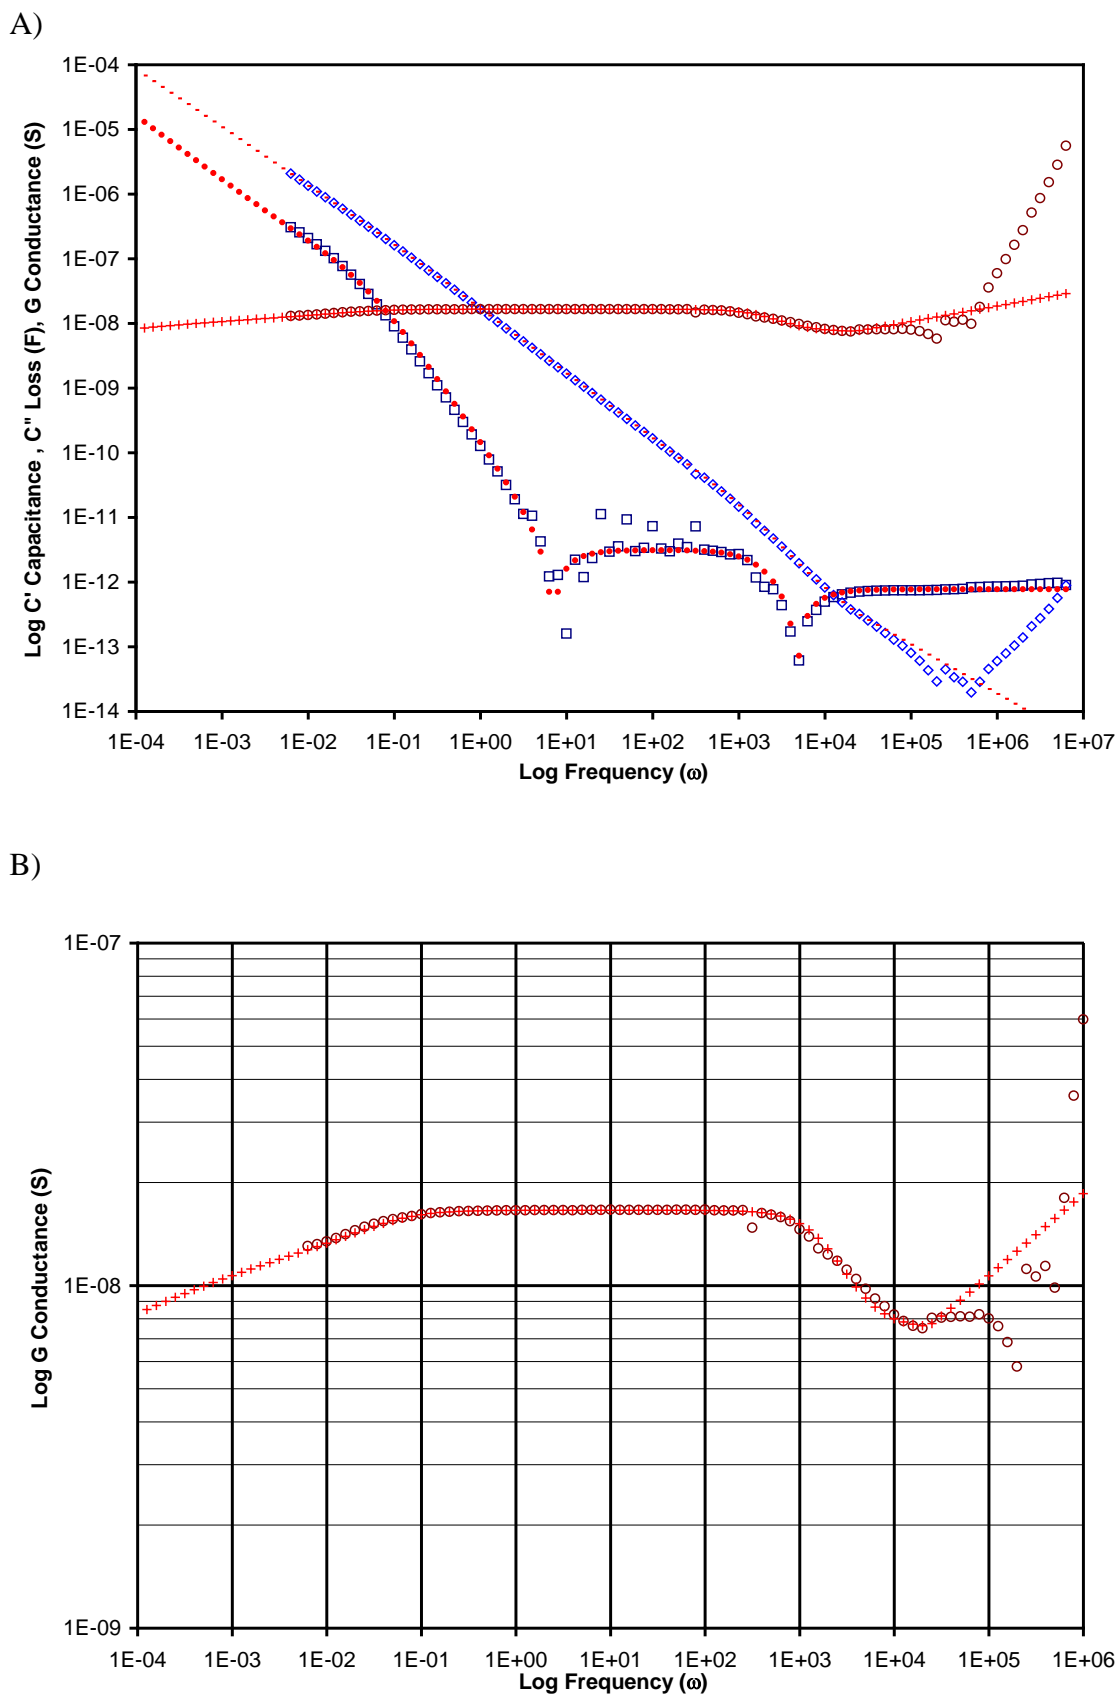 A)
Log C' Capacitance , C" Loss (F), G Conductance (S)
1E-04
1E-05
1E-06
1E-07
1E-08
1E-09
1E-10
1E-11
1E-12
1E-13
1E-14
1E-04 1E-03 1E-02 1E-01 1E+00 1E+01 1E+02 1E+03 1E+04 1E+05 1E+06 1E+07
Log Frequency (ω)
B)
Log G Conductance (S)
1E-07
1E-08
1E-09
1E-04 1E-03 1E-02 1E-01 1E+00 1E+01 1E+02 1E+03 1E+04 1E+05 1E+06
Log Frequency (ω)